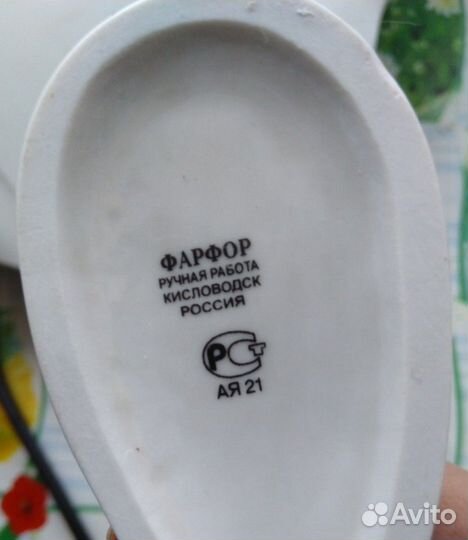 ФАРФОР
РУЧНАЯ РАБОТА
КИСЛОВОДСК
РОССИЯ
РСТ
АЯ 21
Avito